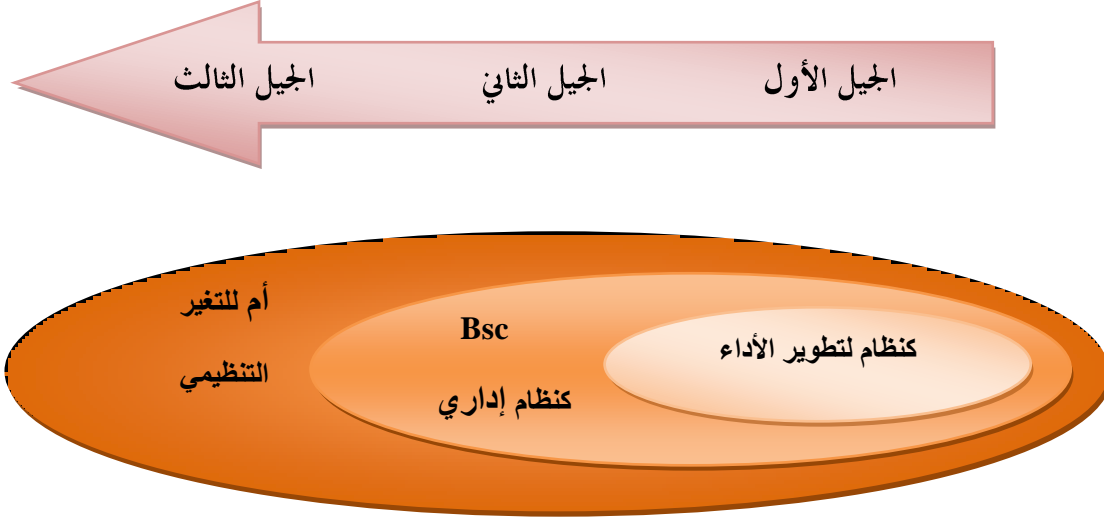 الجيل الأول الجيل الثاني الجيل الثالث
كنظام لتطوير الأداء
Bsc
كنظام إداري
أم للتغير
التنظيمي